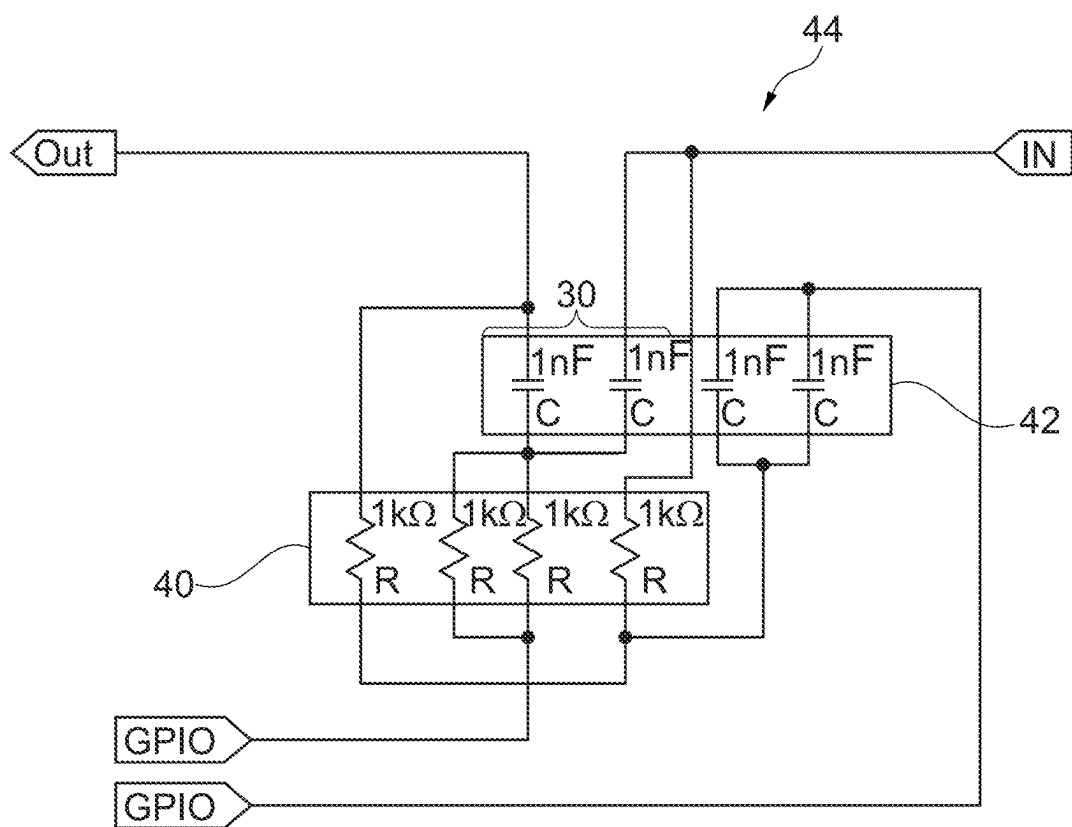 44
Out
IN
30
1nF 1nF 1nF 1nF
C C C C
42
1kΩ 1kΩ 1kΩ 1kΩ
R R R R
40
GPIO
GPIO